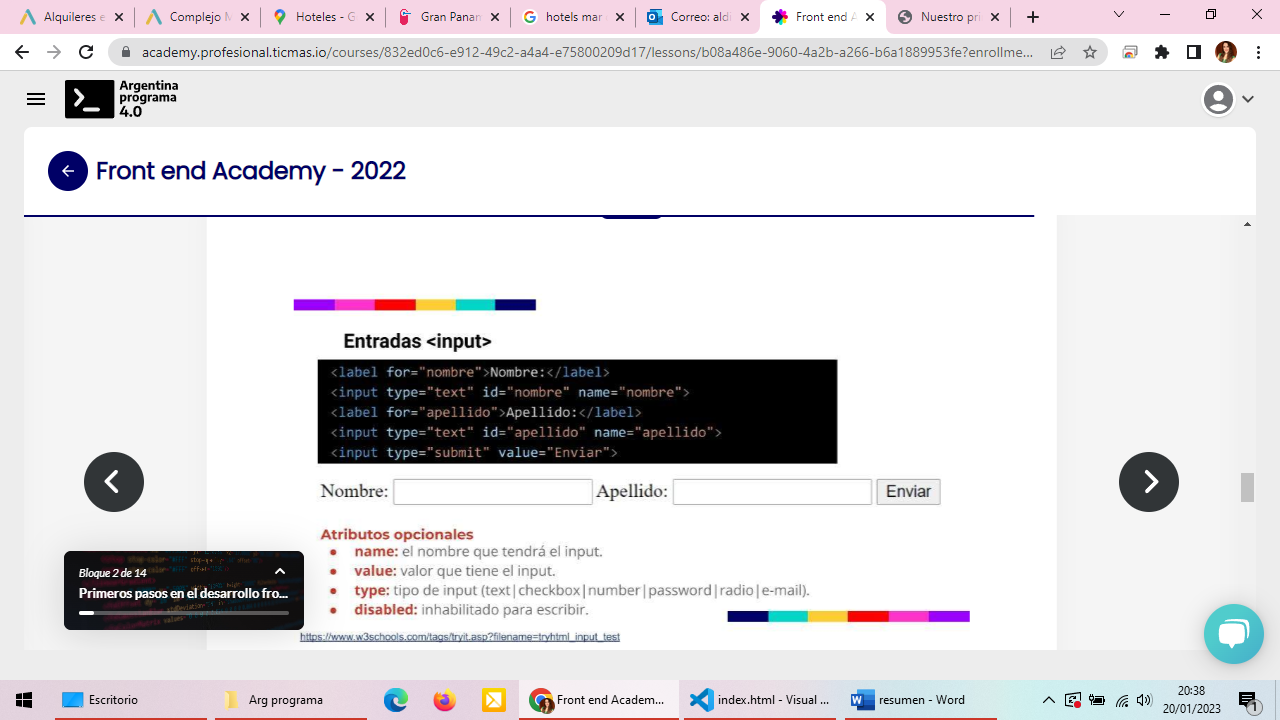 Alquileres e
Complejo M
Hoteles - G
Gran Panam
hotels mar
Correo: ald
Front end A
Nuestro pri
academy.profesional.ticmas.io/courses/832ed0c6-e912-49c2-a4a4-e75800209d17/lessons/b08a486e-9060-4a2b-a266-b6a1889953fe?enrollme...
Argentina
programa
4.0
Front end Academy - 2022
Entradas <input>
<label for="nombre">Nombre:</label>
<input type="text" id="nombre" name="nombre">
<label for="apellido">Apellido:</label>
<input type="text" id="apellido" name="apellido">
<input type="submit" value="Enviar">
Nombre: Apellido: Enviar
Atributos opcionales
• name: el nombre que tendrá el input.
• value: valor que tiene el input.
• type: tipo de input (text|checkbox|number|password|radio|e-mail).
• disabled: inhabilitado para escribir.
https://www.w3schools.com/tags/tryit.asp?filename=tryhtml_input_test
Bloque 2 de 14
Primeros pasos en el desarrollo fro...
Escritorio
Arg programa
Front end Academ...
index.html - Visual ...
resumen - Word
20:38
20/01/2023
1